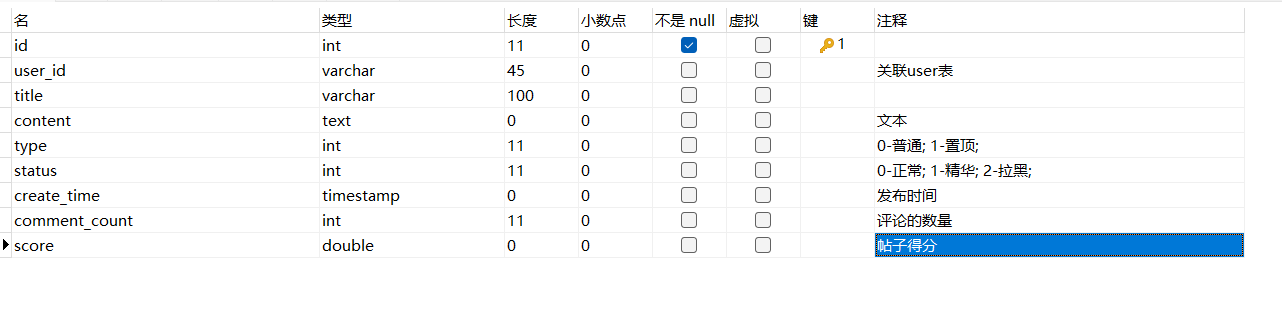 名 类型 长度 小数点 不是 null 虚拟 键 注释
id int 11 0 1
user_id varchar 45 0 关联user表
title varchar 100 0
content text 0 0 文本
type int 11 0 0-普通; 1-置顶;
status int 11 0 0-正常; 1-精华; 2-拉黑;
create_time timestamp 0 0 发布时间
comment_count int 11 0 评论的数量
score double 0 0 帖子得分